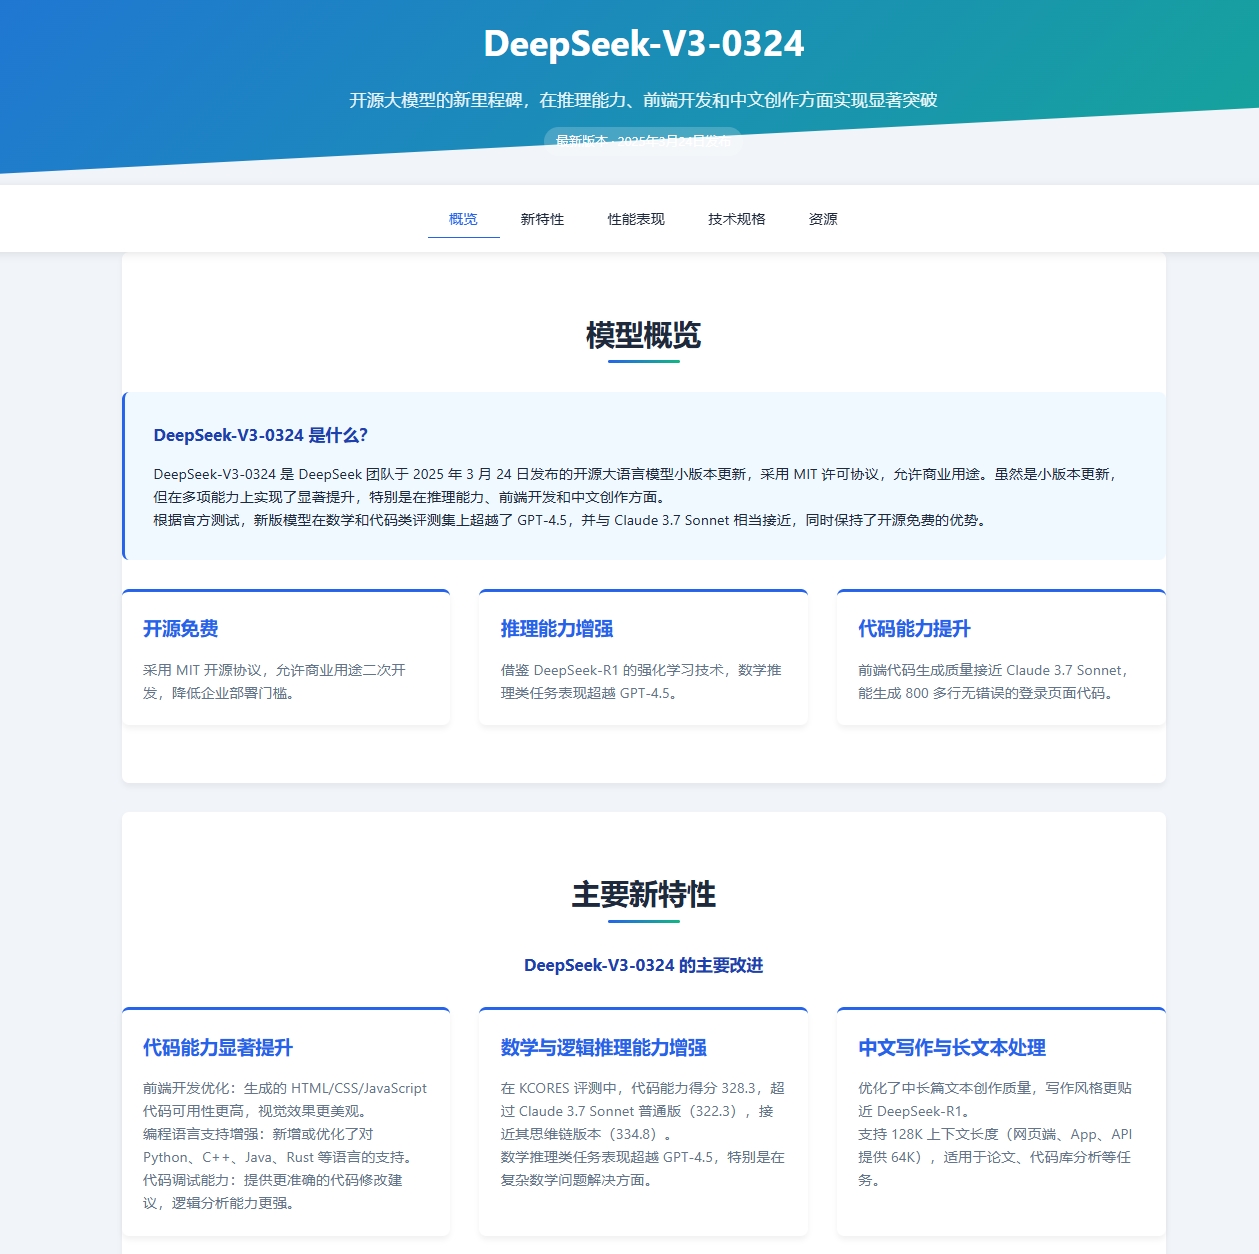 DeepSeek-V3-0324
开源大模型的新里程碑，在推理能力、前端开发和中文创作方面实现显著突破
最新版本 · 2025年3月24日发布
概览
新特性
性能表现
技术规格
资源
模型概览
DeepSeek-V3-0324 是什么？
DeepSeek-V3-0324 是 DeepSeek 团队于 2025 年 3 月 24 日发布的开源大语言模型小版本更新，采用 MIT 许可协议，允许商业用途。虽然是小版本更新，
但在多项能力上实现了显著提升，特别是在推理能力、前端开发和中文创作方面。
根据官方测试，新版模型在数学和代码类评测集上超越了 GPT-4.5，并与 Claude 3.7 Sonnet 相当接近，同时保持了开源免费的优势。
开源免费
采用 MIT 开源协议，允许商业用途二次开
发，降低企业部署门槛。
推理能力增强
借鉴 DeepSeek-R1 的强化学习技术，数学推
理类任务表现超越 GPT-4.5。
代码能力提升
前端代码生成质量接近 Claude 3.7 Sonnet，
能生成 800 多行无错误的登录页面代码。
主要新特性
DeepSeek-V3-0324 的主要改进
代码能力显著提升
前端开发优化：生成的 HTML/CSS/JavaScript
代码可用性更高，视觉效果更美观。
编程语言支持增强：新增或优化了对
Python、C++、Java、Rust 等语言的支持。
代码调试能力：提供更准确的代码修改建
议，逻辑分析能力更强。
数学与逻辑推理能力增强
在 KCORES 评测中，代码能力得分 328.3，超
过 Claude 3.7 Sonnet 普通版（322.3），接
近其思维链版本（334.8）。
数学推理类任务表现超越 GPT-4.5，特别是在
复杂数学问题解决方面。
中文写作与长文本处理
优化了中长篇文本创作质量，写作风格更贴
近 DeepSeek-R1。
支持 128K 上下文长度（网页端、App、API
提供 64K），适用于论文、代码库分析等任
务。